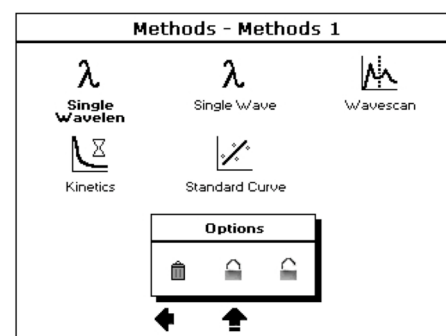 Methods - Methods 1
λ λ
Single Single Wave Wavescan
Wavelen
Kinetics Standard Curve
Options